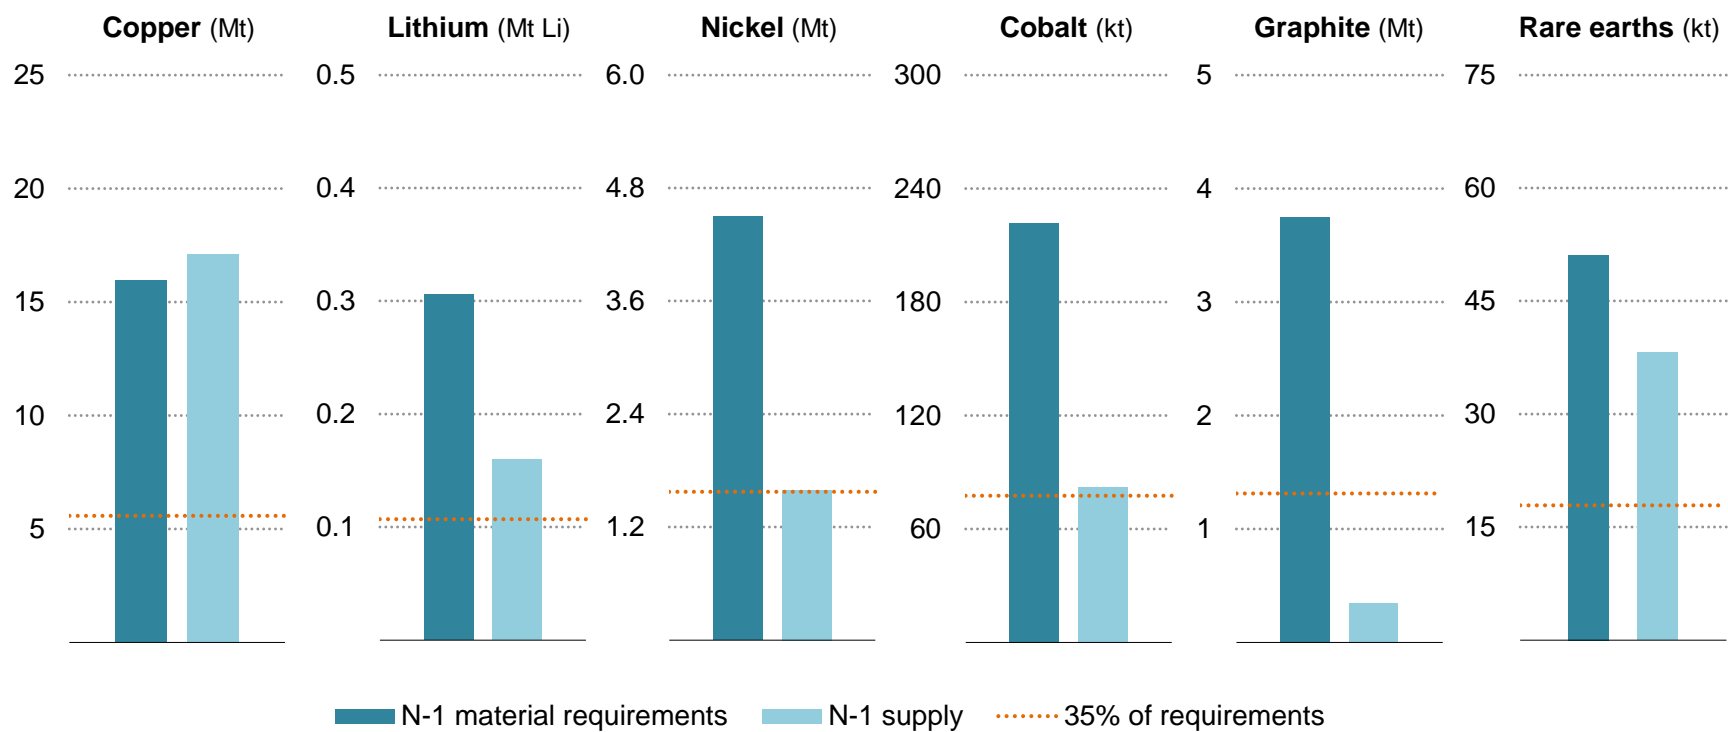 Copper (Mt) Lithium (Mt Li) Nickel (Mt) Cobalt (kt) Graphite (Mt) Rare earths (kt)
25 0.5 6.0 300 5 75
20 0.4 4.8 240 4 60
15 0.3 3.6 180 3 45
10 0.2 2.4 120 2 30
5 0.1 1.2 60 1 15
N-1 material requirements N-1 supply 35% of requirements